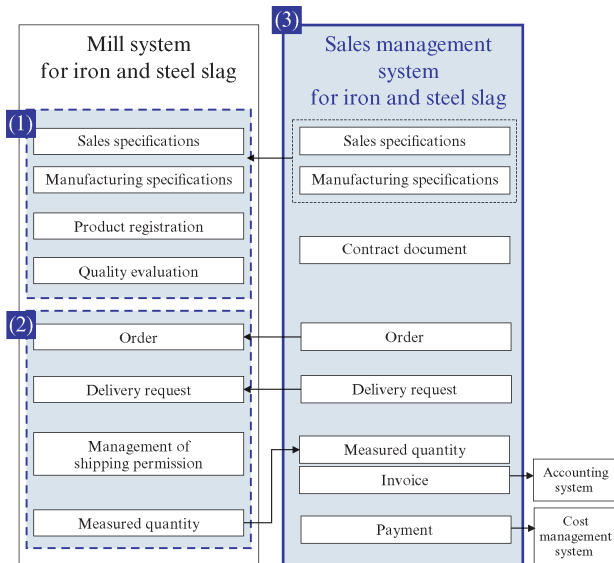 Mill system
for iron and steel slag
(1)
Sales specifications
Manufacturing specifications
Product registration
Quality evaluation
(2)
Order
Delivery request
Management of
shipping permission
Measured quantity
(3)
Sales management
system
for iron and steel slag
Sales specifications
Manufacturing specifications
Contract document
Order
Delivery request
Measured quantity
Invoice
Payment
Accounting
system
Cost
management
system